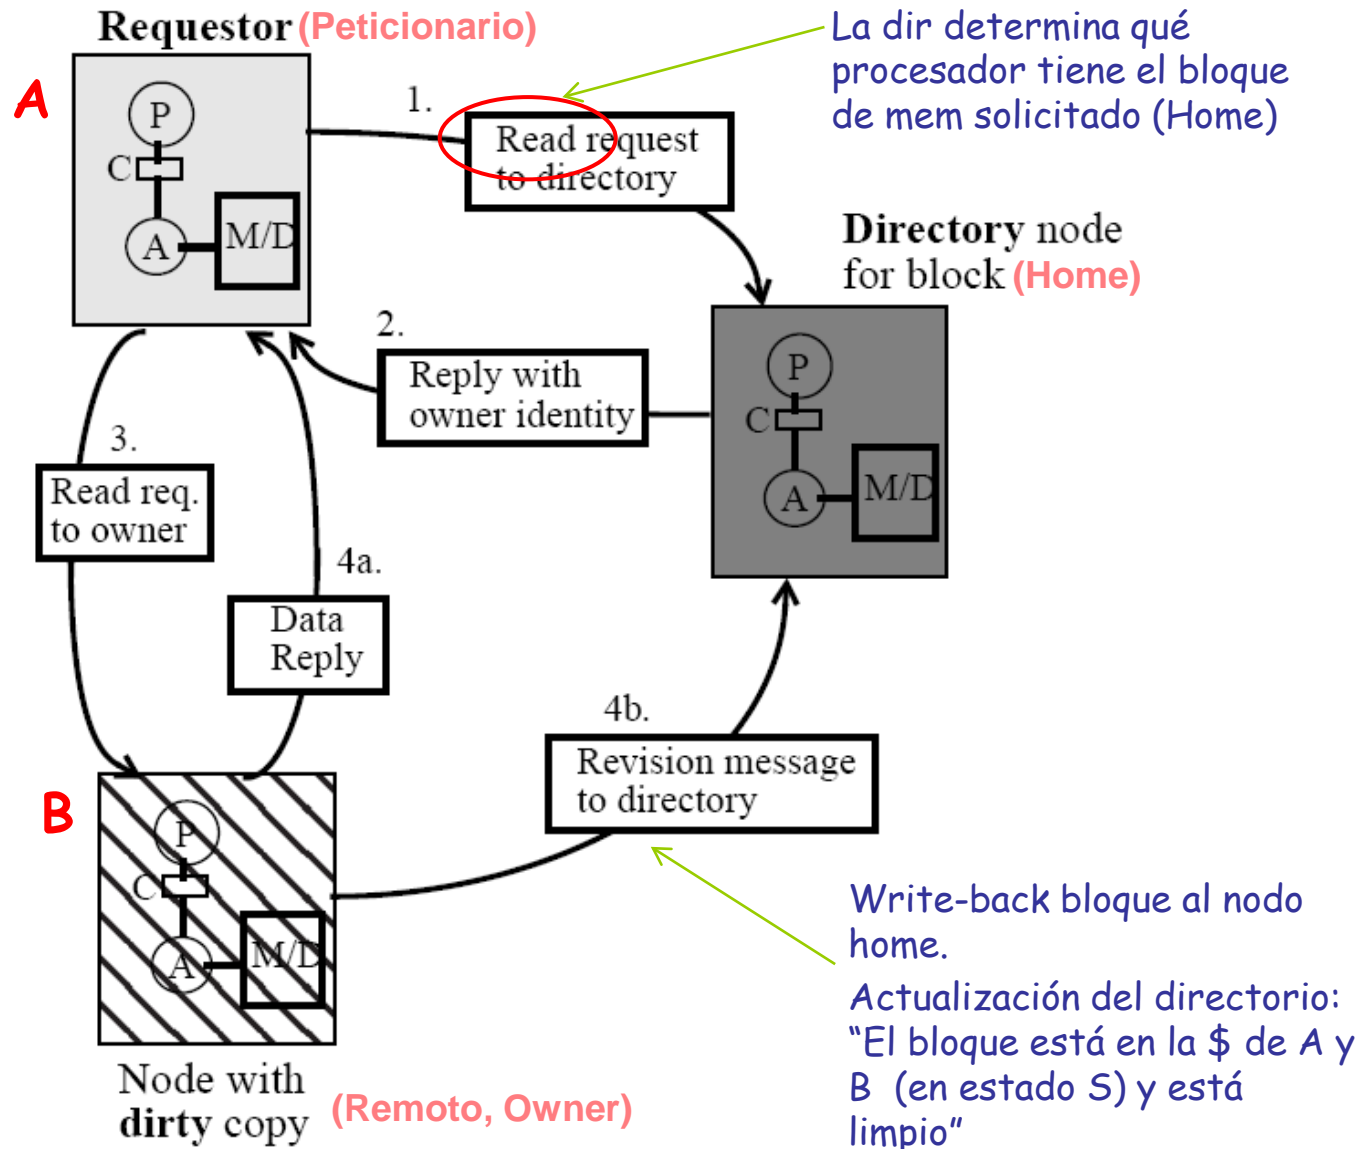 Requestor (Peticionario)
La dir determina qué
procesador tiene el bloque
de mem solicitado (Home)
A
1.
Read request
to directory
P
C
A
M/D
Directory node
for block (Home)
2.
Reply with
owner identity
P
C
A
M/D
3.
Read req.
to owner
4a.
Data
Reply
4b.
Revision message
to directory
B
P
C
A
M/D
Write-back bloque al nodo
home.
Actualización del directorio:
“El bloque está en la $ de A y
B (en estado S) y está
limpio”
Node with
dirty copy (Remoto, Owner)